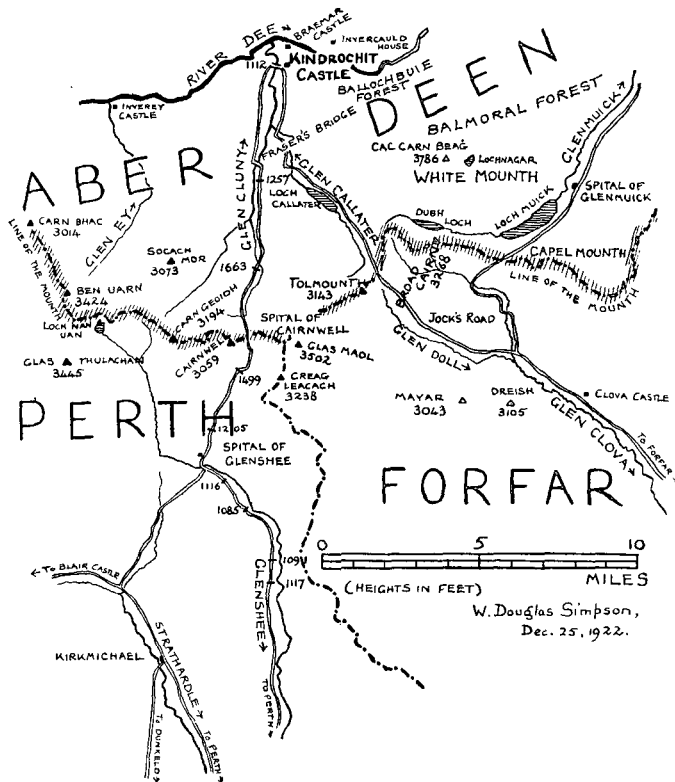 RIVER DEE
BRAEMAR
CASTLE
INVERCAULD
HOUSE
1112
KINDROCHIT
CASTLE
BALLOCHBUIE
FOREST
INVEREY
CASTLE
FRASER'S BRIDGE
ABERDEEN
BALMORAL FOREST
CAC CARN BEAG
3786
LOCHNAGAR
WHITE MOUNTH
GLENMUICK
SPITAL OF
GLENMUICK
GLEN CLUNY
1257
GLEN CALLATER
LOCH
CALLATER
DUBH
LOCH
LOCH MUICK
CARN BHAC
3014
LINE OF THE MOUNTH
GLEN EY
SOCACH
MOR
3073
1663
TOLMOUNTH
3143
BROAD
CAIRN
3268
CAPEL MOUNTH
LINE OF THE
MOUNTH
BEN UARN
3424
LOCH NAN
UAN
CARN GEOIDH
3194
SPITAL OF
CAIRNWELL
CAIRNWELL
3059
JOCK'S ROAD
GLAS THULACHAN
3445
GLAS MAOL
3502
GLEN DOLL
1499
CREAG
LEACACH
3238
MAYAR
3043
DREISH
3105
CLOVA CASTLE
GLEN CLOVA
TO FORFAR
PERTH
1205
SPITAL OF
GLENSHEE
FORFAR
1116
1085
1094
1117
GLENSHEE
0 5 10
MILES
(HEIGHTS IN FEET)
W. Douglas Simpson,
Dec. 25, 1922.
TO BLAIR CASTLE
STRATHARDLE
KIRKMICHAEL
TO PERTH
TO DUNKELD
TO PERTH